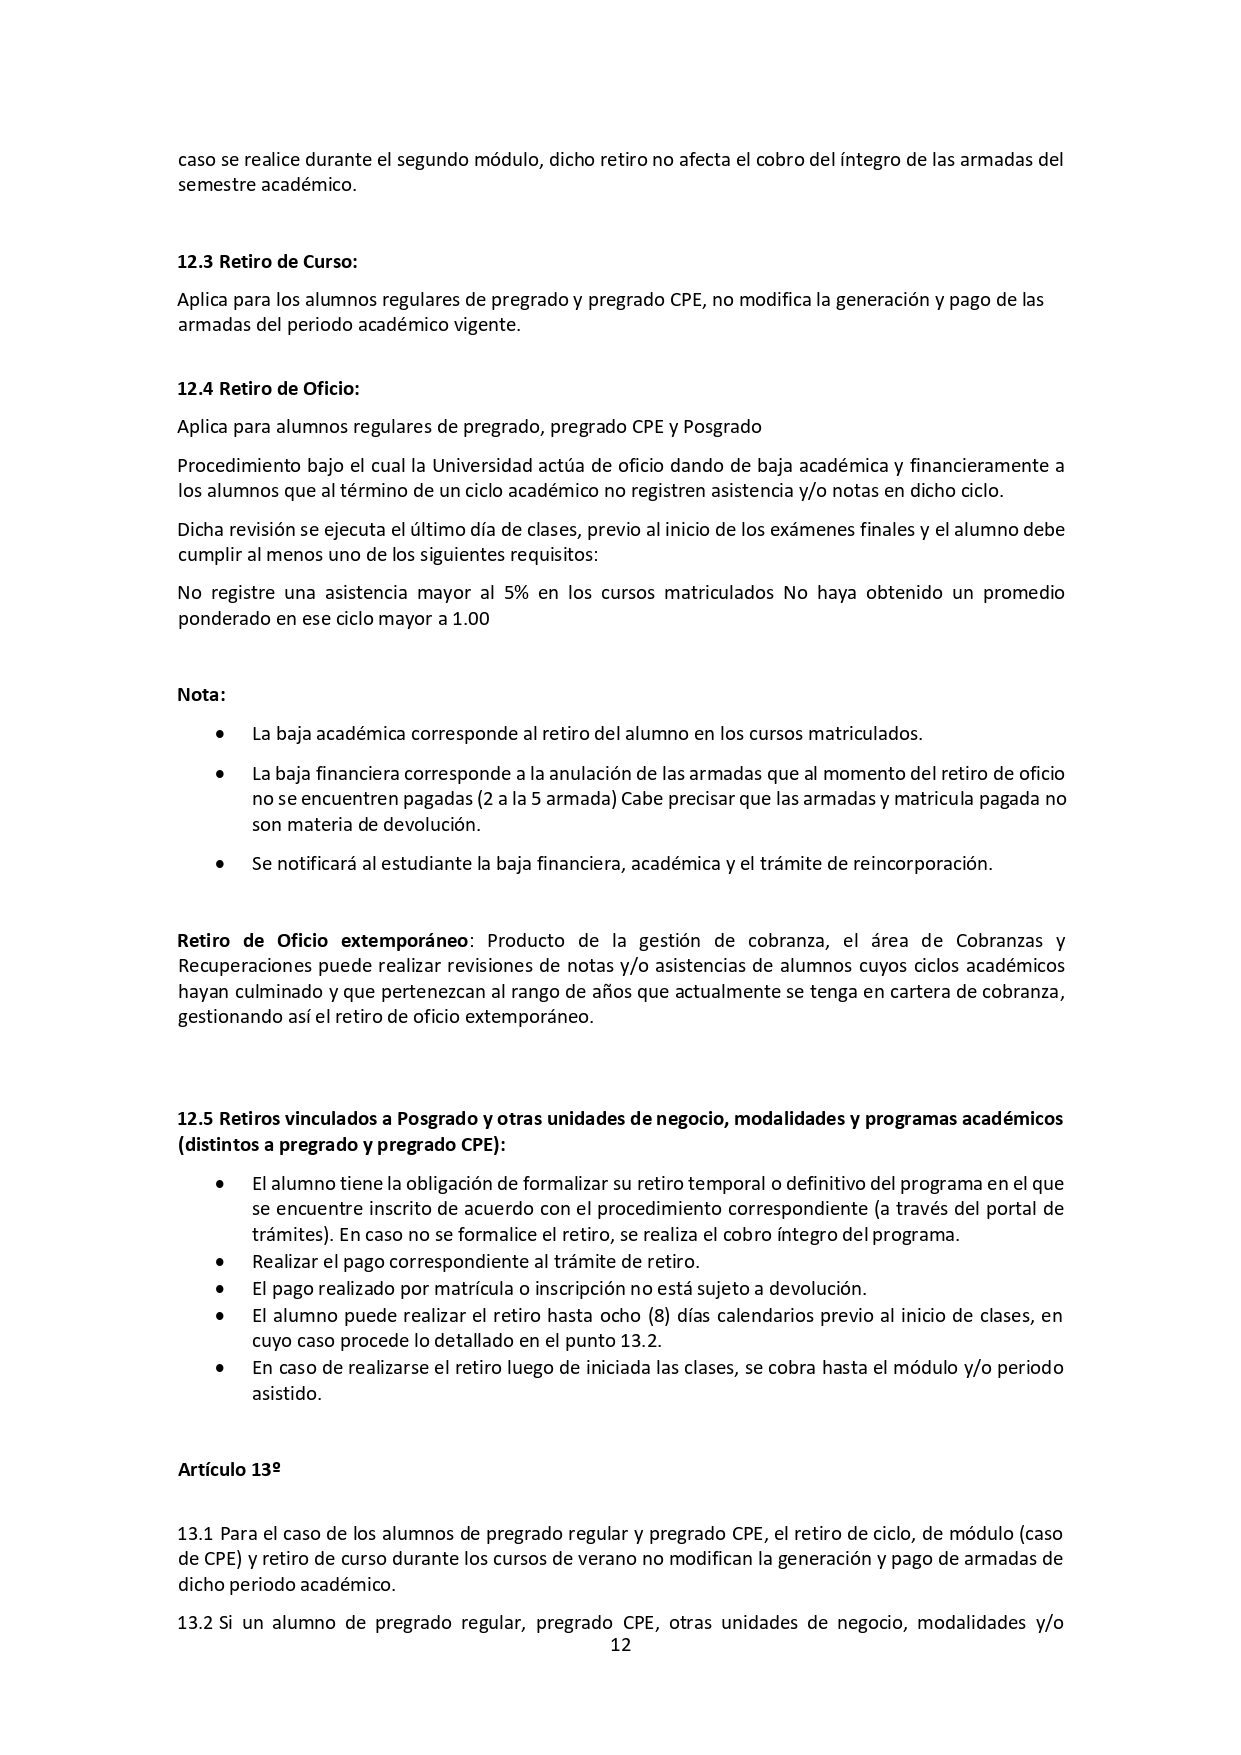 caso se realice durante el segundo módulo, dicho retiro no afecta el cobro del íntegro de las armadas del
semestre académico.
12.3 Retiro de Curso:
Aplica para los alumnos regulares de pregrado y pregrado CPE, no modifica la generación y pago de las
armadas del periodo académico vigente.
12.4 Retiro de Oficio:
Aplica para alumnos regulares de pregrado, pregrado CPE y Posgrado
Procedimiento bajo el cual la Universidad actúa de oficio dando de baja académica y financieramente a
los alumnos que al término de un ciclo académico no registren asistencia y/o notas en dicho ciclo.
Dicha revisión se ejecuta el último día de clases, previo al inicio de los exámenes finales y el alumno debe
cumplir al menos uno de los siguientes requisitos:
No registre una asistencia mayor al 5% en los cursos matriculados No haya obtenido un promedio
ponderado en ese ciclo mayor a 1.00
Nota:
• La baja académica corresponde al retiro del alumno en los cursos matriculados.
• La baja financiera corresponde a la anulación de las armadas que al momento del retiro de oficio
no se encuentren pagadas (2 a la 5 armada) Cabe precisar que las armadas y matricula pagada no
son materia de devolución.
• Se notificará al estudiante la baja financiera, académica y el trámite de reincorporación.
Retiro de Oficio extemporáneo: Producto de la gestión de cobranza, el área de Cobranzas y
Recuperaciones puede realizar revisiones de notas y/o asistencias de alumnos cuyos ciclos académicos
hayan culminado y que pertenezcan al rango de años que actualmente se tenga en cartera de cobranza,
gestionando así el retiro de oficio extemporáneo.
12.5 Retiros vinculados a Posgrado y otras unidades de negocio, modalidades y programas académicos
(distintos a pregrado y pregrado CPE):
• El alumno tiene la obligación de formalizar su retiro temporal o definitivo del programa en el que
se encuentre inscrito de acuerdo con el procedimiento correspondiente (a través del portal de
trámites). En caso no se formalice el retiro, se realiza el cobro íntegro del programa.
• Realizar el pago correspondiente al trámite de retiro.
• El pago realizado por matrícula o inscripción no está sujeto a devolución.
• El alumno puede realizar el retiro hasta ocho (8) días calendarios previo al inicio de clases, en
cuyo caso procede lo detallado en el punto 13.2.
• En caso de realizarse el retiro luego de iniciada las clases, se cobra hasta el módulo y/o periodo
asistido.
Artículo 13º
13.1 Para el caso de los alumnos de pregrado regular y pregrado CPE, el retiro de ciclo, de módulo (caso
de CPE) y retiro de curso durante los cursos de verano no modifican la generación y pago de armadas de
dicho periodo académico.
13.2 Si un alumno de pregrado regular, pregrado CPE, otras unidades de negocio, modalidades y/o
12